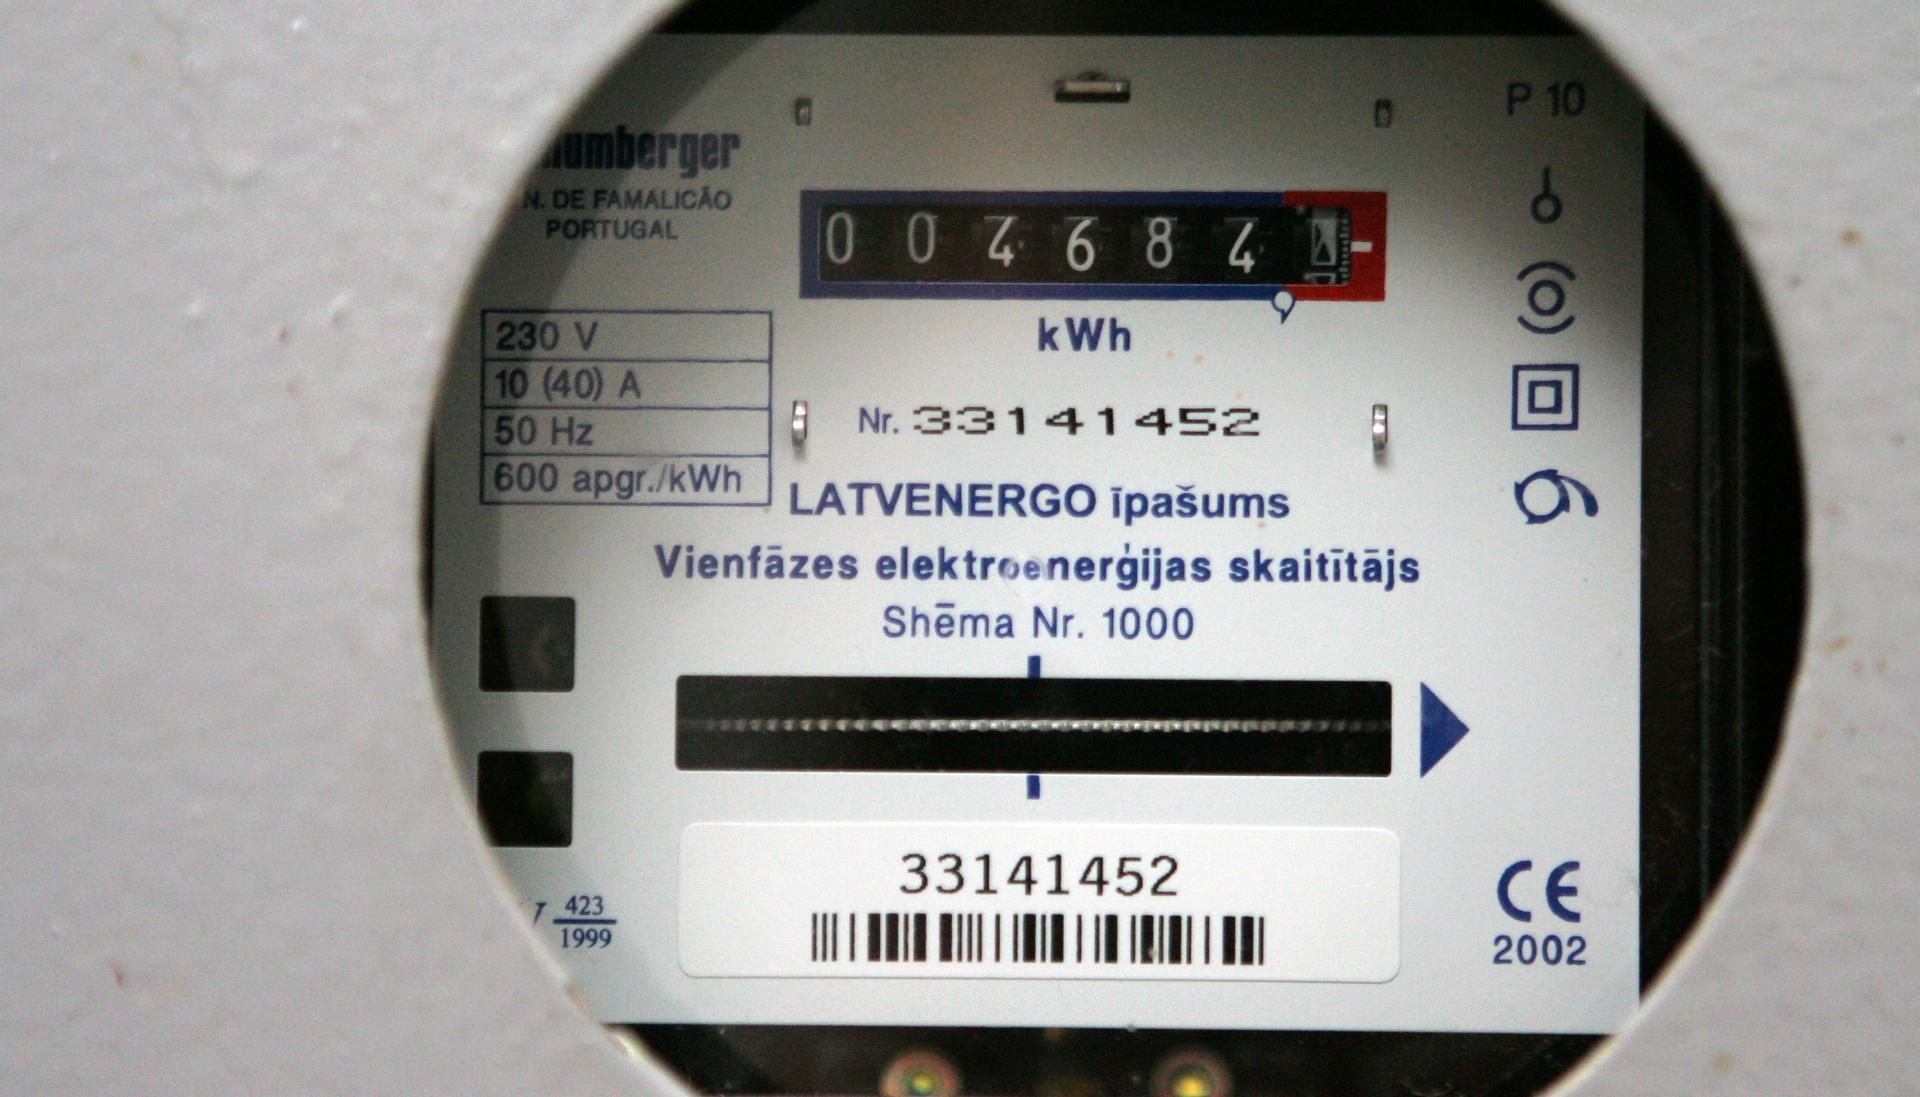 P 10
N. DE FAMALICÃO
PORTUGAL
0 0 4 6 8 4
kWh
230 V
10 (40) A
50 Hz
600 apgr./kWh
Nr. 33141452
LATVENERGO īpašums
Vienfāzes elektroenerģijas skaitītājs
Shēma Nr. 1000
33141452
423
1999
CE
2002